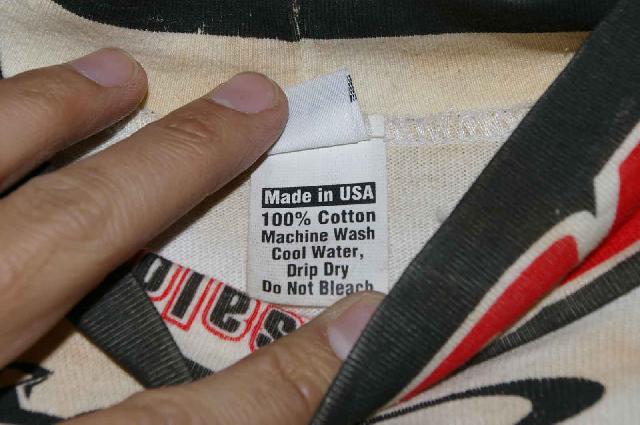 Made in USA
100% Cotton
Machine Wash
Cool Water,
Drip Dry
Do Not Bleach